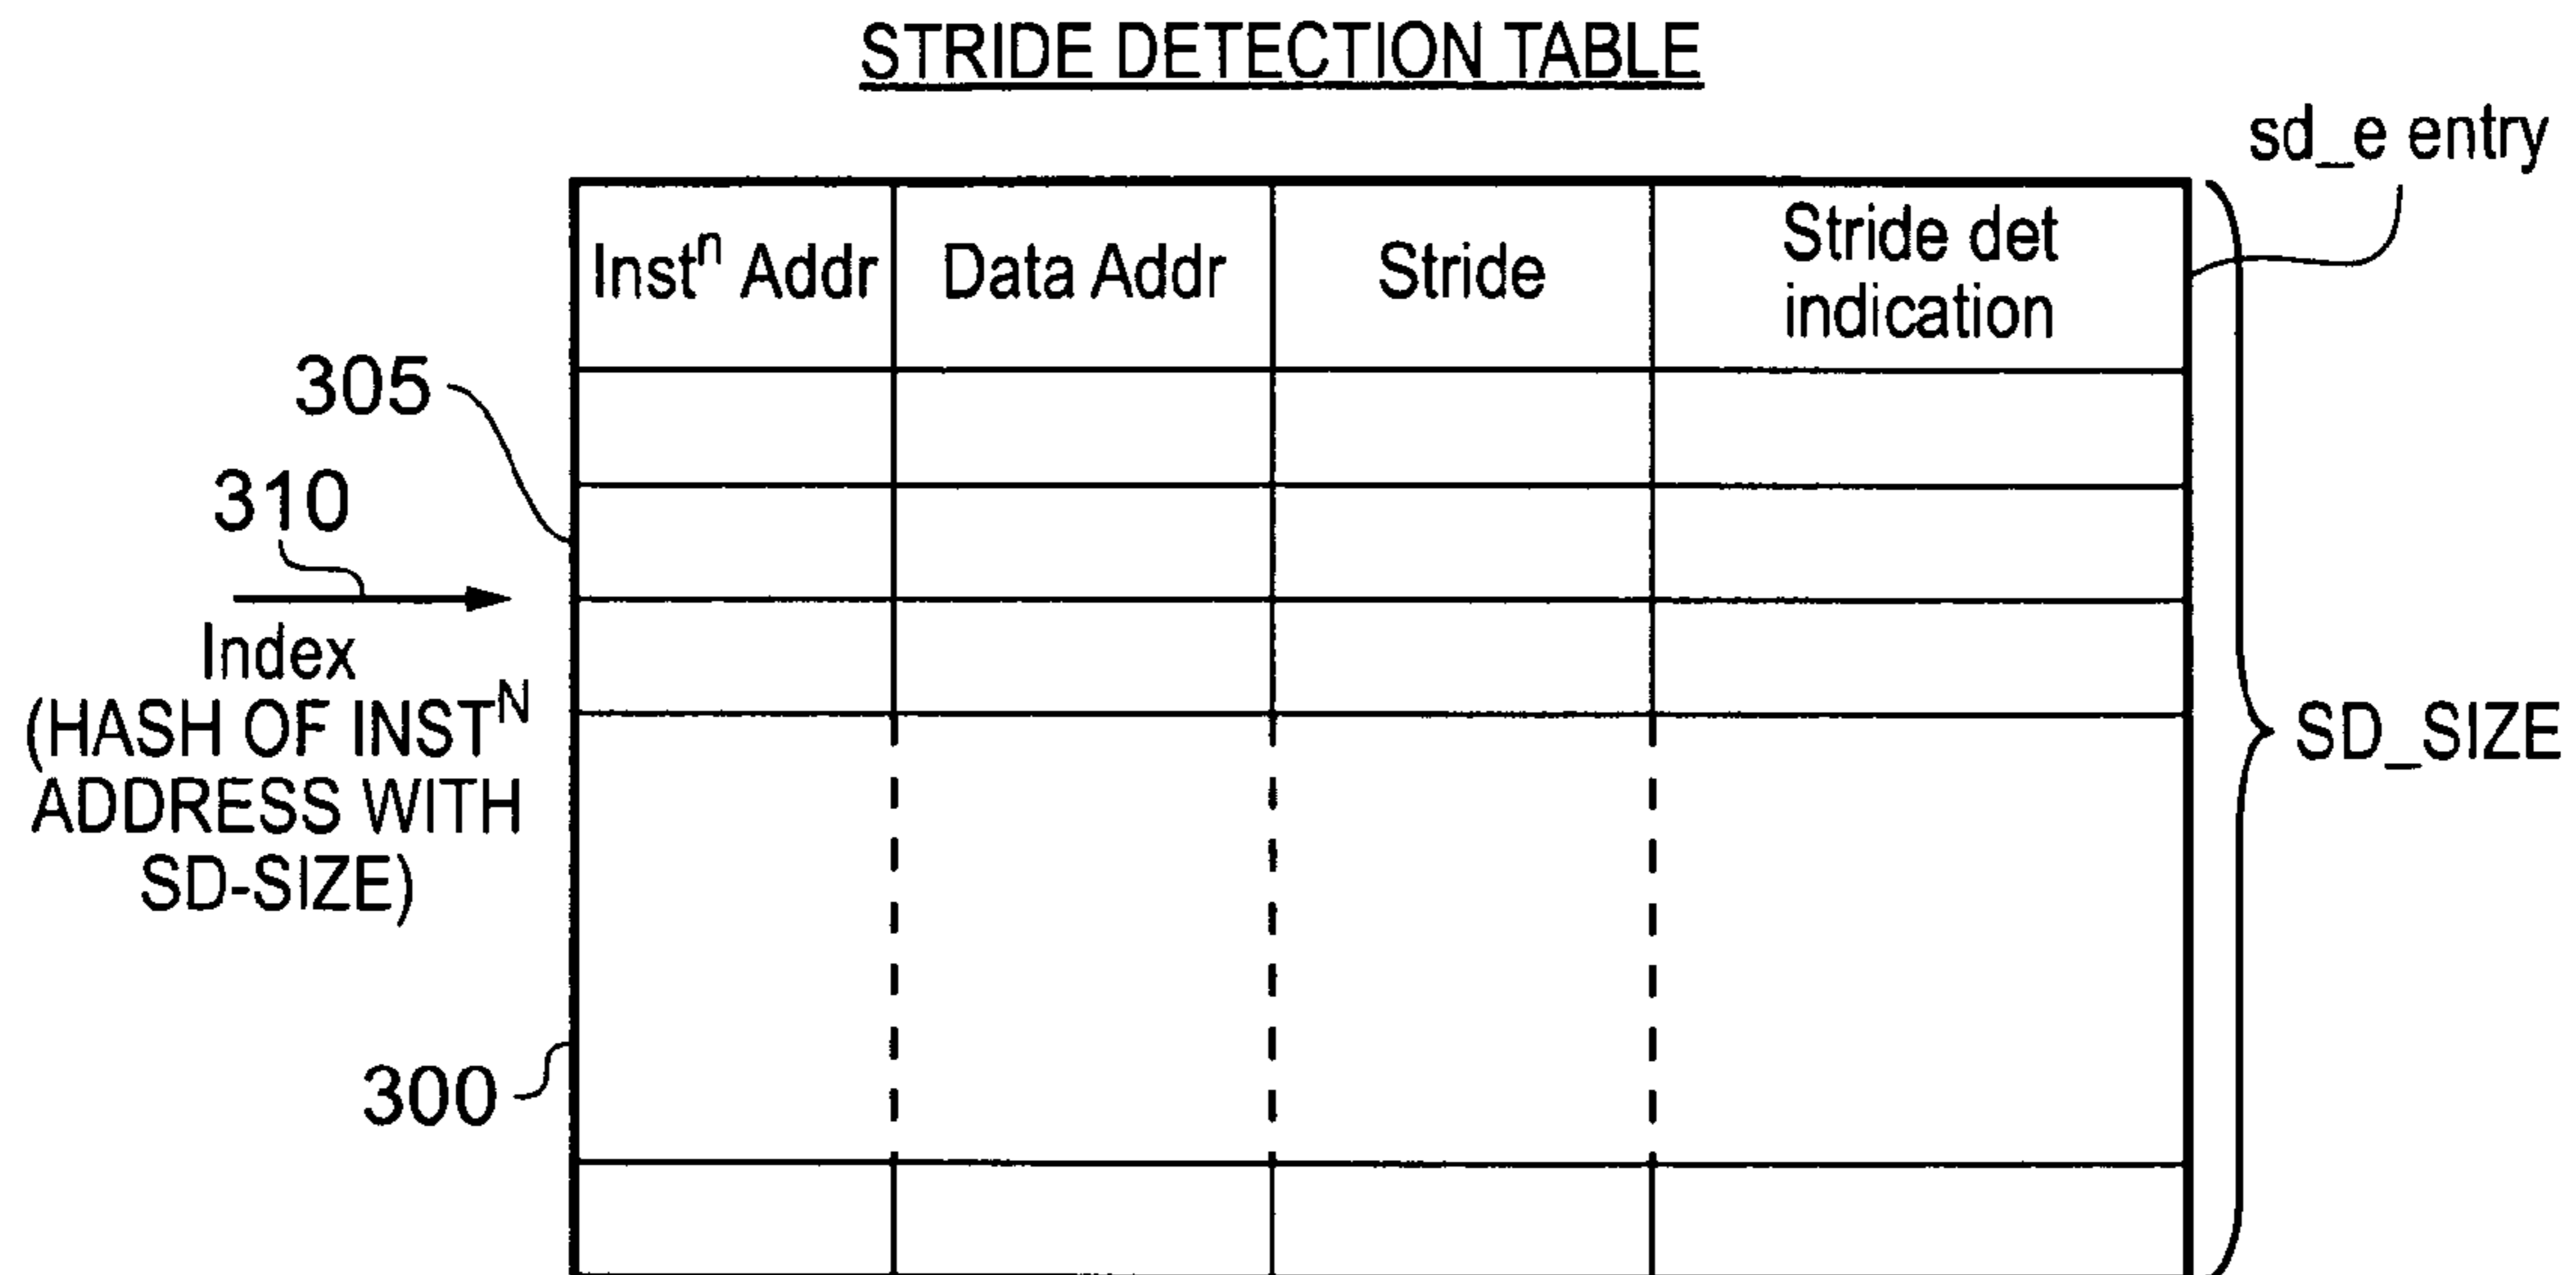 STRIDE DETECTION TABLE
sd_e entry
Instⁿ Addr
Data Addr
Stride
Stride det
indication
305
310
Index
(HASH OF INSTᴺ
ADDRESS WITH
SD-SIZE)
SD_SIZE
300